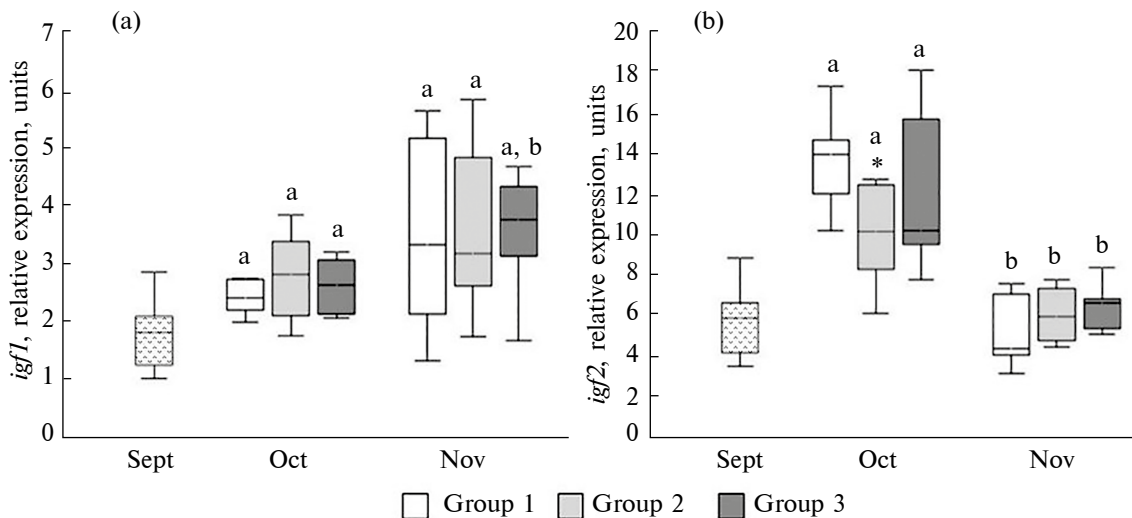 (a)
igf1, relative expression, units
7
6
5
4
3
2
1
0
a
a
a
a
a
a, b
Sept
Oct
Nov
(b)
igf2, relative expression, units
20
18
16
14
12
10
8
6
4
2
0
a
a
*
a
b
b
b
Sept
Oct
Nov
Group 1
Group 2
Group 3